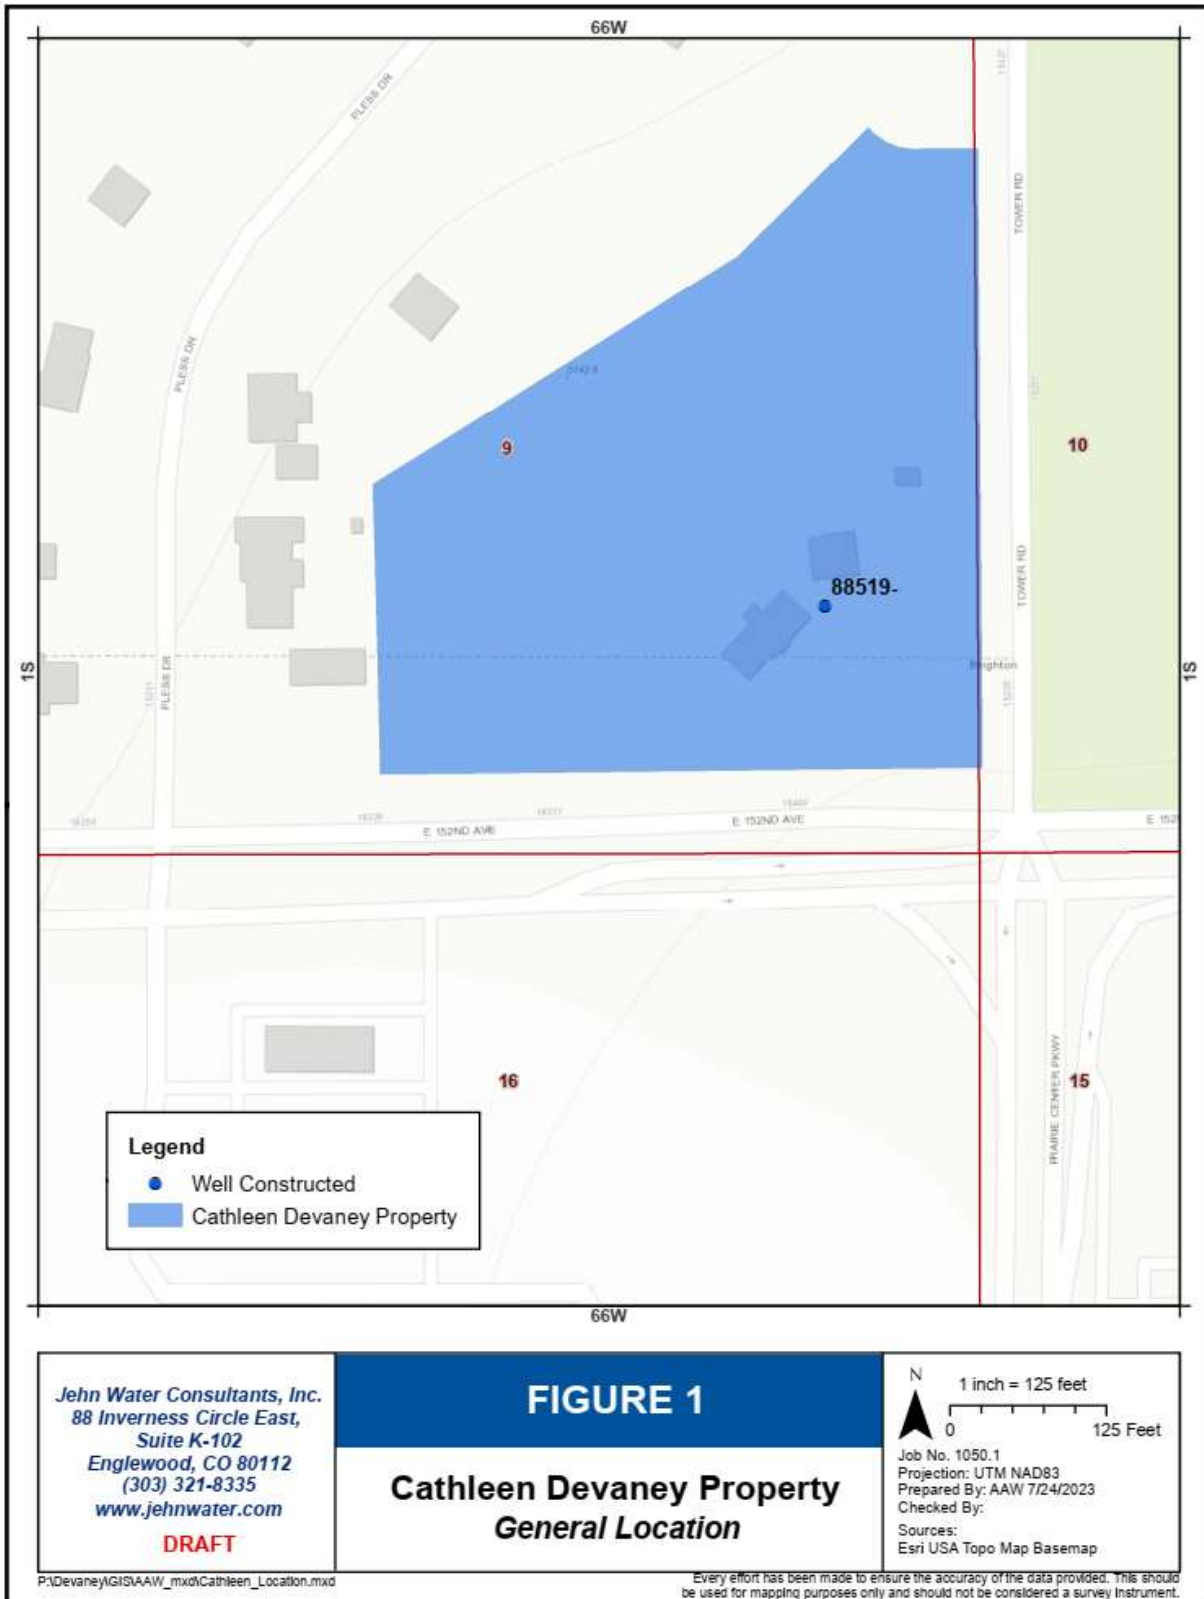 66W
PLESS DR
TOWER RD
PLESS DR
9
10
88519-
TOWER RD
1S
PLESS DR
Brighton
1S
E 152ND AVE
E 152ND AVE
E 152
16
15
PRAIRIE CENTER PKWY
Legend
Well Constructed
Cathleen Devaney Property
66W
Jehn Water Consultants, Inc.
88 Inverness Circle East,
Suite K-102
Englewood, CO 80112
(303) 321-8335
www.jehnwater.com
DRAFT
FIGURE 1
Cathleen Devaney Property
General Location
N
1 inch = 125 feet
0 125 Feet
Job No. 1050.1
Projection: UTM NAD83
Prepared By: AAW 7/24/2023
Checked By:
Sources:
Esri USA Topo Map Basemap
P:\Devaney\GIS\AAW_mxd\Cathleen_Location.mxd
Every effort has been made to ensure the accuracy of the data provided. This should
be used for mapping purposes only and should not be considered a survey instrument.